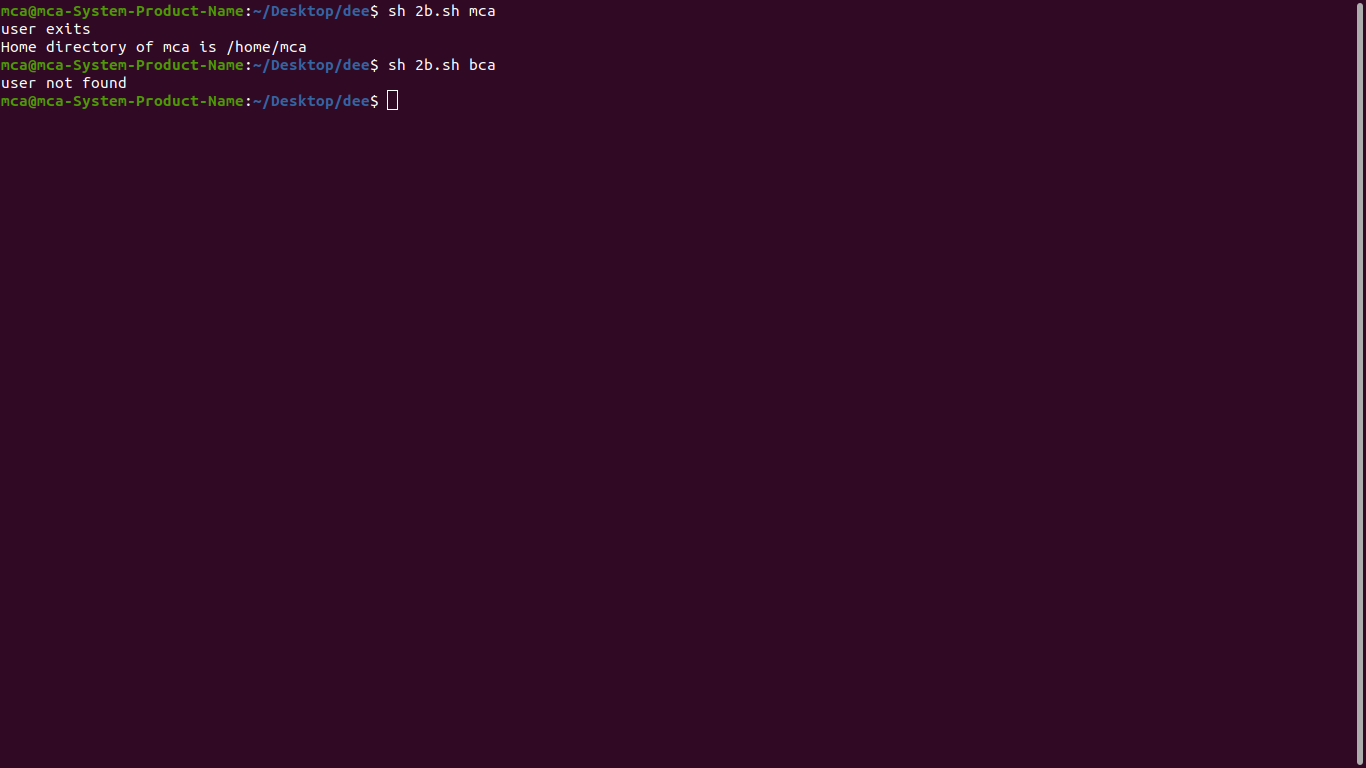 mca@mca-System-Product-Name:~/Desktop/dee$ sh 2b.sh mca
user exits
Home directory of mca is /home/mca
mca@mca-System-Product-Name:~/Desktop/dee$ sh 2b.sh bca
user not found
mca@mca-System-Product-Name:~/Desktop/dee$